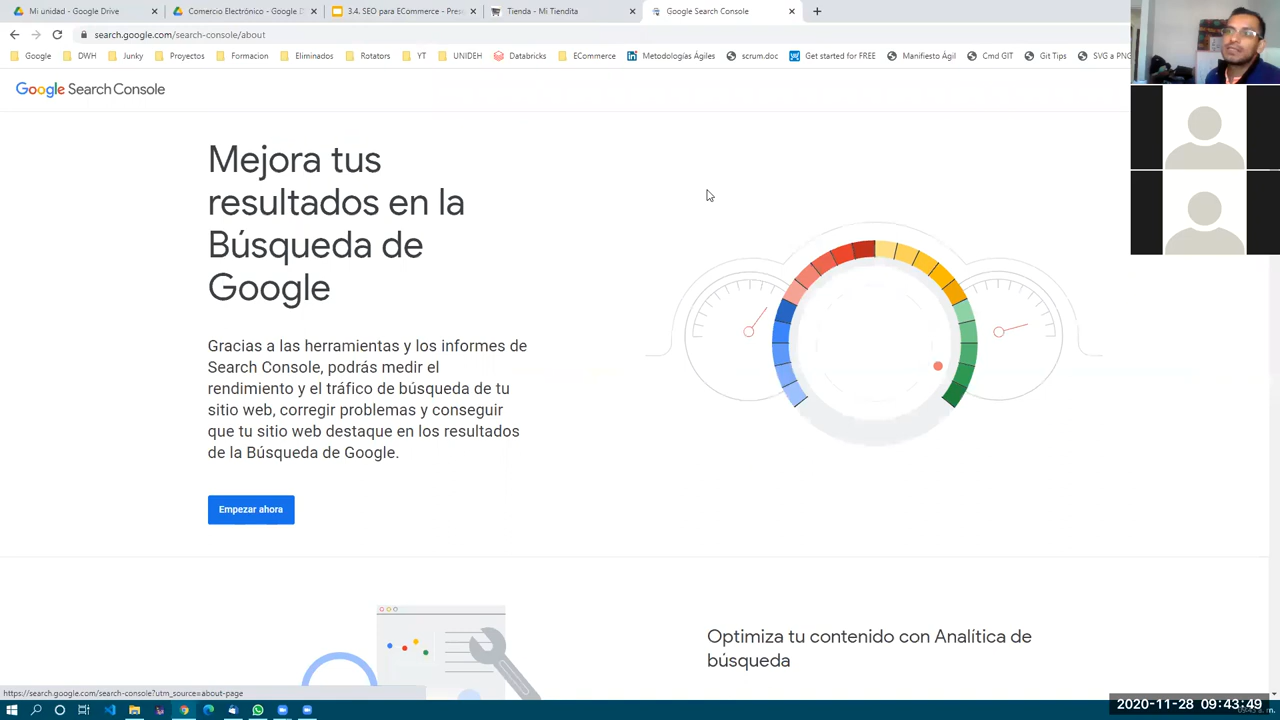 Mi unidad - Google Drive
Comercio Electrónico - Google D
3.4. SEO para ECommerce - Pres
Tienda - Mi Tiendita
Google Search Console
search.google.com/search-console/about
Google
DWH
Junky
Proyectos
Formacion
Eliminados
Rotators
YT
UNIDEH
Databricks
ECommerce
Metodologías Ágiles
scrum.doc
Get started for FREE
Manifiesto Ágil
Cmd GIT
Git Tips
SVG a PNG
Google Search Console
Mejora tus
resultados en la
Búsqueda de
Google
Gracias a las herramientas y los informes de
Search Console, podrás medir el
rendimiento y el tráfico de búsqueda de tu
sitio web, corregir problemas y conseguir
que tu sitio web destaque en los resultados
de la Búsqueda de Google.
Empezar ahora
Optimiza tu contenido con Analítica de
búsqueda
https://search.google.com/search-console?utm_source=about-page
2020-11-28 09:43:49